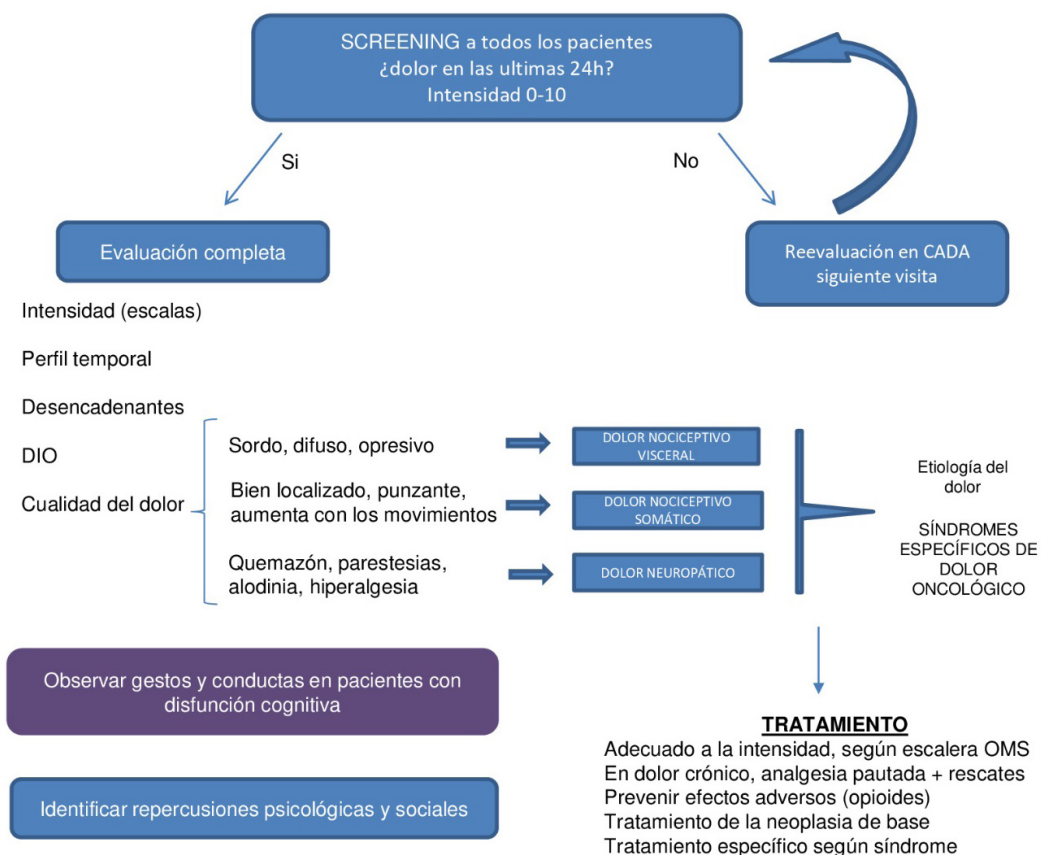 SCREENING a todos los pacientes
¿dolor en las ultimas 24h?
Intensidad 0-10
Si
No
Evaluación completa
Reevaluación en CADA
siguiente visita
Intensidad (escalas)
Perfil temporal
Desencadenantes
DIO
Cualidad del dolor
Sordo, difuso, opresivo
Bien localizado, punzante,
aumenta con los movimientos
Quemazón, parestesias,
alodinia, hiperalgesia
DOLOR NOCICEPTIVO
VISCERAL
DOLOR NOCICEPTIVO
SOMÁTICO
DOLOR NEUROPÁTICO
Etiología del
dolor
SÍNDROMES
ESPECÍFICOS DE
DOLOR
ONCOLÓGICO
Observar gestos y conductas en pacientes con
disfunción cognitiva
Identificar repercusiones psicológicas y sociales
TRATAMIENTO
Adecuado a la intensidad, según escalera OMS
En dolor crónico, analgesia pautada + rescates
Prevenir efectos adversos (opioides)
Tratamiento de la neoplasia de base
Tratamiento específico según síndrome